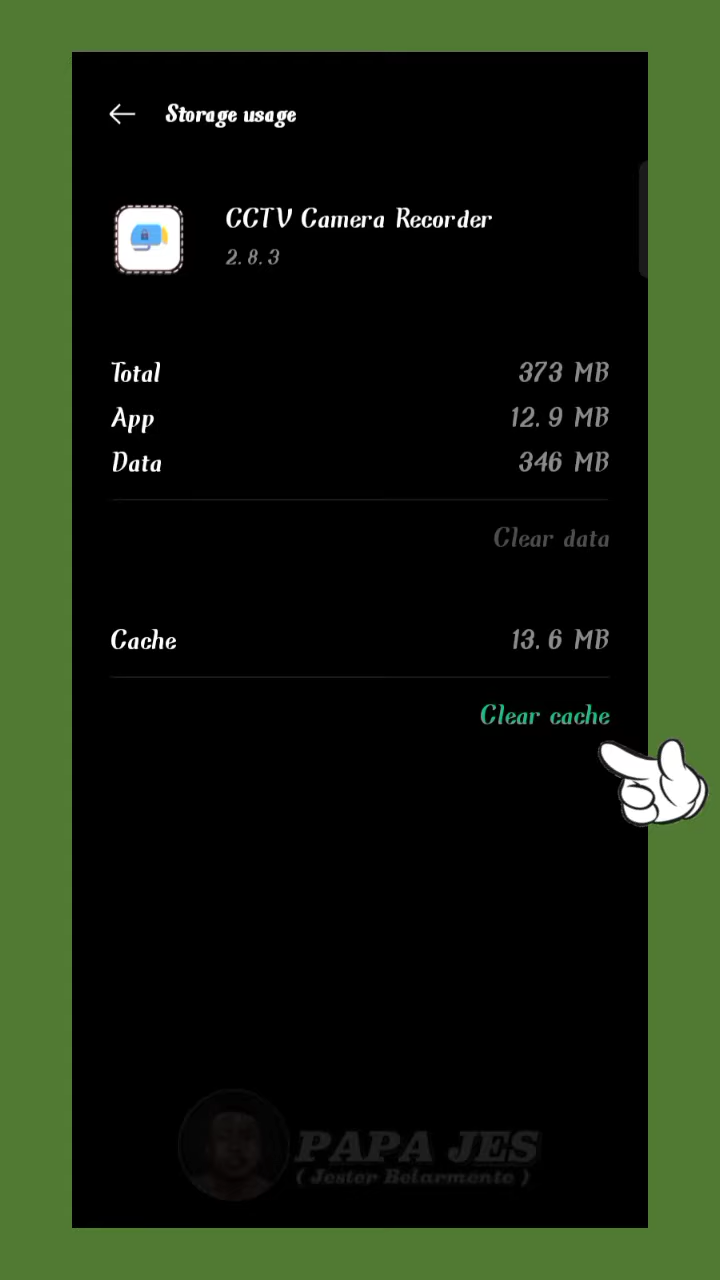 Storage usage
CCTV Camera Recorder
2.8.3
Total 373 MB
App 12.9 MB
Data 346 MB
Clear data
Cache 13.6 MB
Clear cache
PAPA JES
( Jester Belarmente )